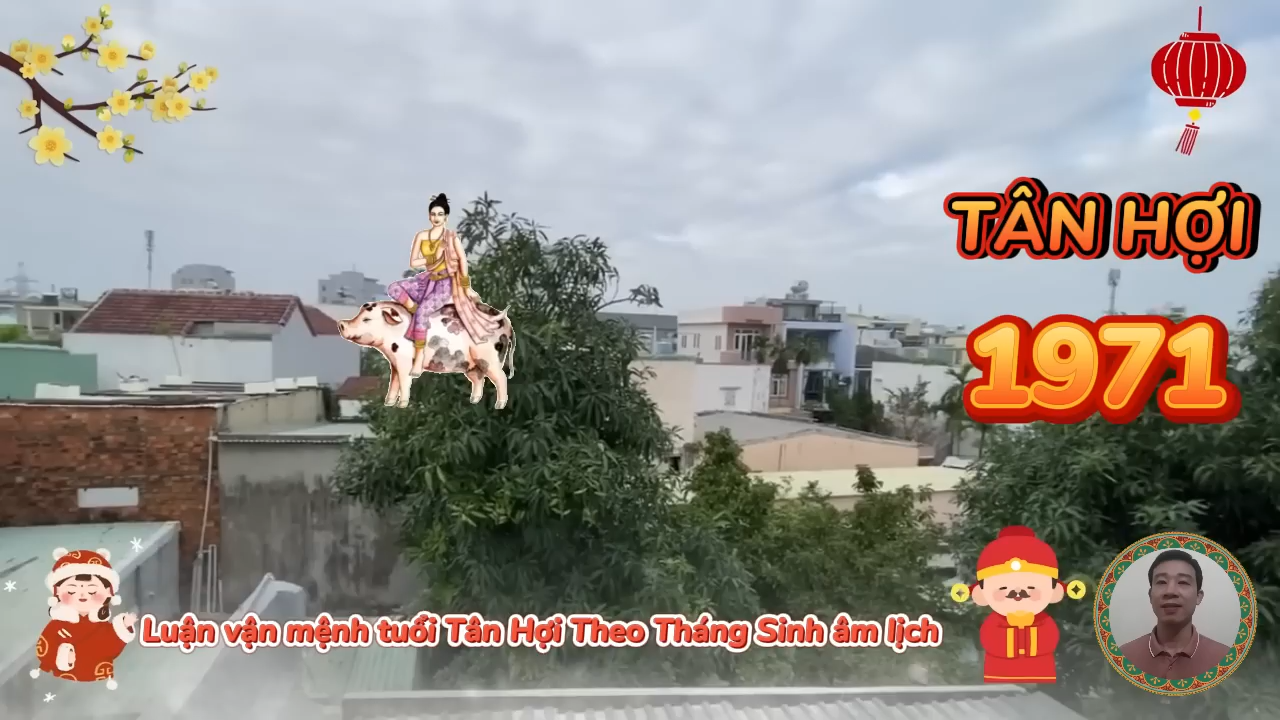 TÂN HỢI
1971
Luận vận mệnh tuổi Tân Hợi Theo Tháng Sinh âm lịch